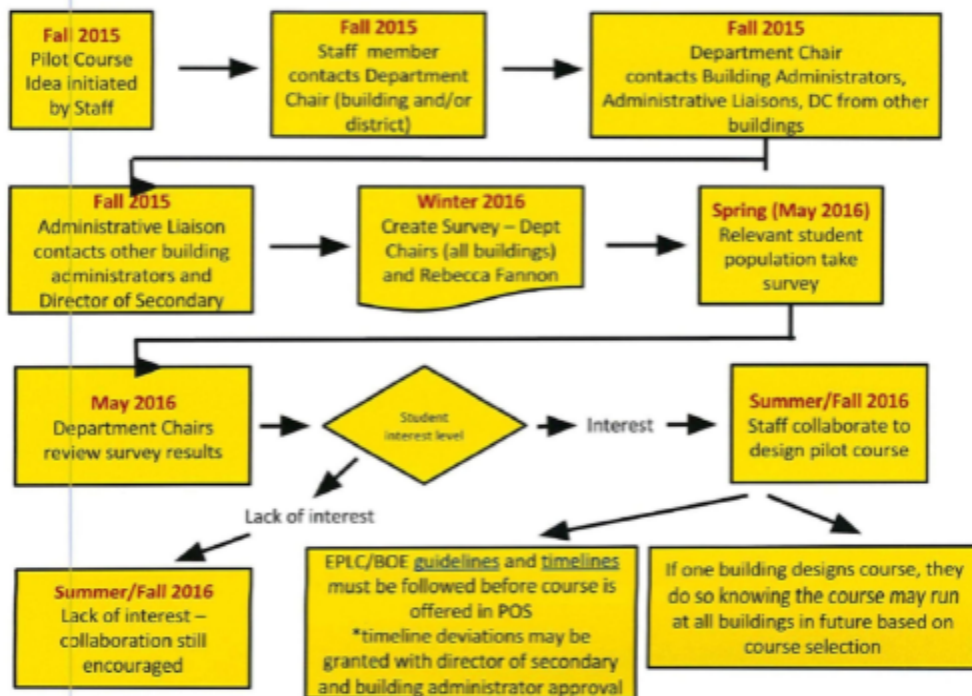 Fall 2015
Pilot Course
Idea initiated
by Staff
Fall 2015
Staff member
contacts Department
Chair (building and/or
district)
Fall 2015
Department Chair
contacts Building Administrators,
Administrative Liaisons, DC from other
buildings
Fall 2015
Administrative Liaison
contacts other building
administrators and
Director of Secondary
Winter 2016
Create Survey – Dept
Chairs (all buildings)
and Rebecca Fannon
Spring (May 2016)
Relevant student
population take
survey
May 2016
Department Chairs
review survey results
Student
interest level
Interest
Summer/Fall 2016
Staff collaborate to
design pilot course
Lack of interest
Summer/Fall 2016
Lack of interest –
collaboration still
encouraged
EPLC/BOE guidelines and timelines
must be followed before course is
offered in POS
*timeline deviations may be
granted with director of secondary
and building administrator approval
If one building designs course, they
do so knowing the course may run
at all buildings in future based on
course selection